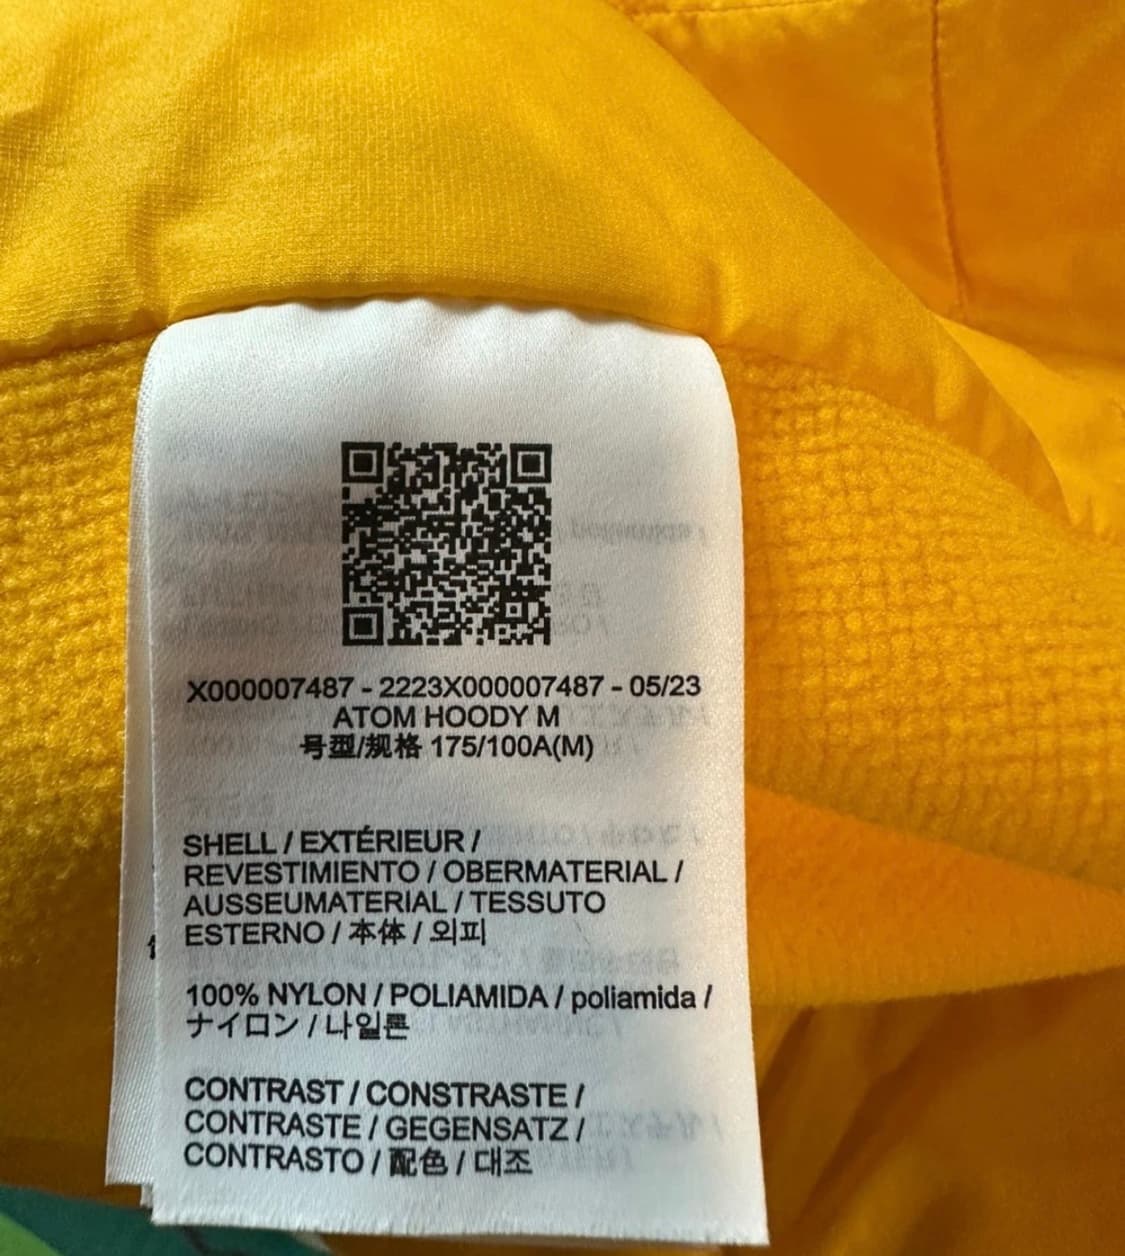 X000007487 - 2223X000007487 - 05/23
ATOM HOODY M
号型/规格 175/100A(M)
SHELL / EXTÉRIEUR /
REVESTIMIENTO / OBERMATERIAL /
AUSSEUMATERIAL / TESSUTO
ESTERNO / 本体 / 외피
100% NYLON / POLIAMIDA / poliamida /
ナイロン / 나일론
CONTRAST / CONSTRASTE /
CONTRASTE / GEGENSATZ /
CONTRASTO / 配色 / 대조